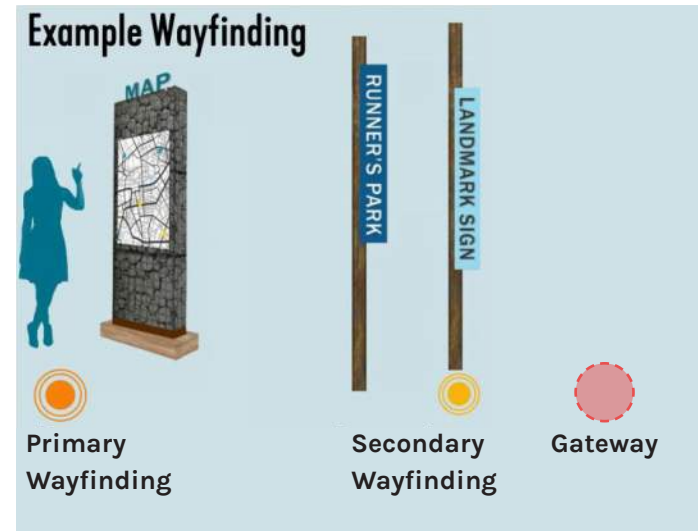 Example Wayfinding
MAP
RUNNER'S PARK
LANDMARK SIGN
Primary
Wayfinding
Secondary
Wayfinding
Gateway